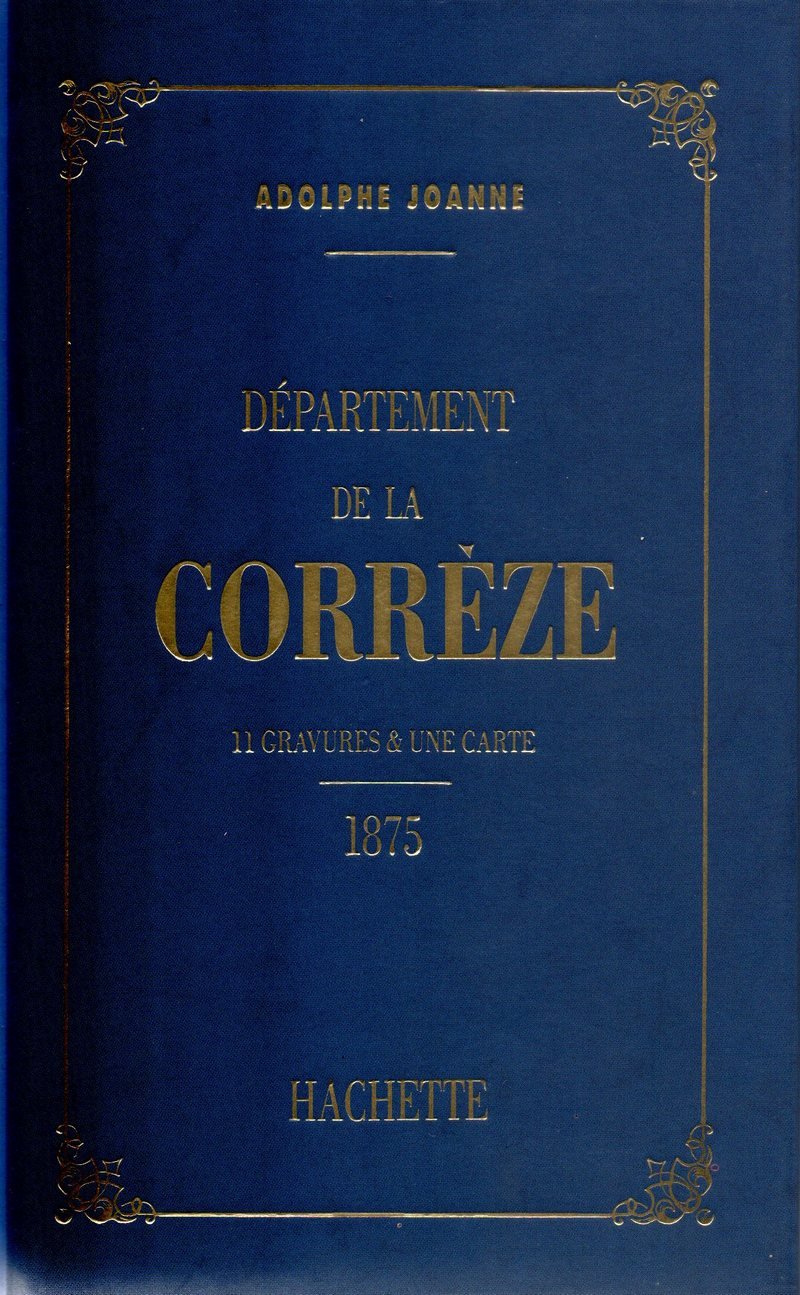 ADOLPHE JOANNE
DÉPARTEMENT
DE LA
CORRÈZE
11 GRAVURES & UNE CARTE
1875
HACHETTE